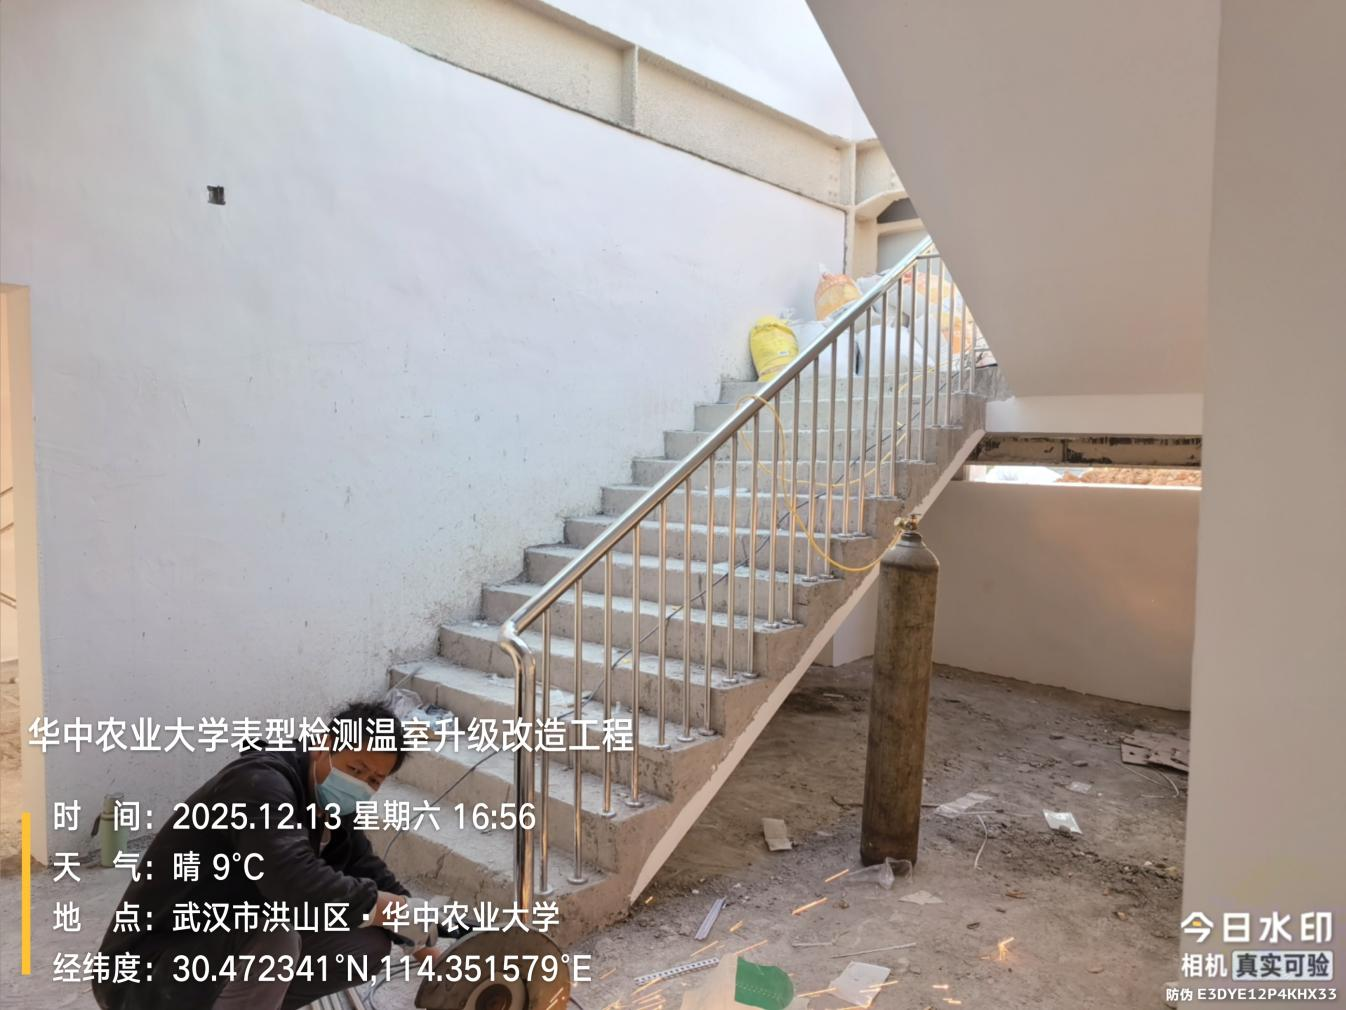 华中农业大学表型检测温室升级改造工程
时 间：2025.12.13 星期六 16:56
天 气：晴 9°C
地 点：武汉市洪山区·华中农业大学
经纬度：30.472341°N,114.351579°E
今日水印
相机 真实可验
防伪 E3DYE12P4KHX33